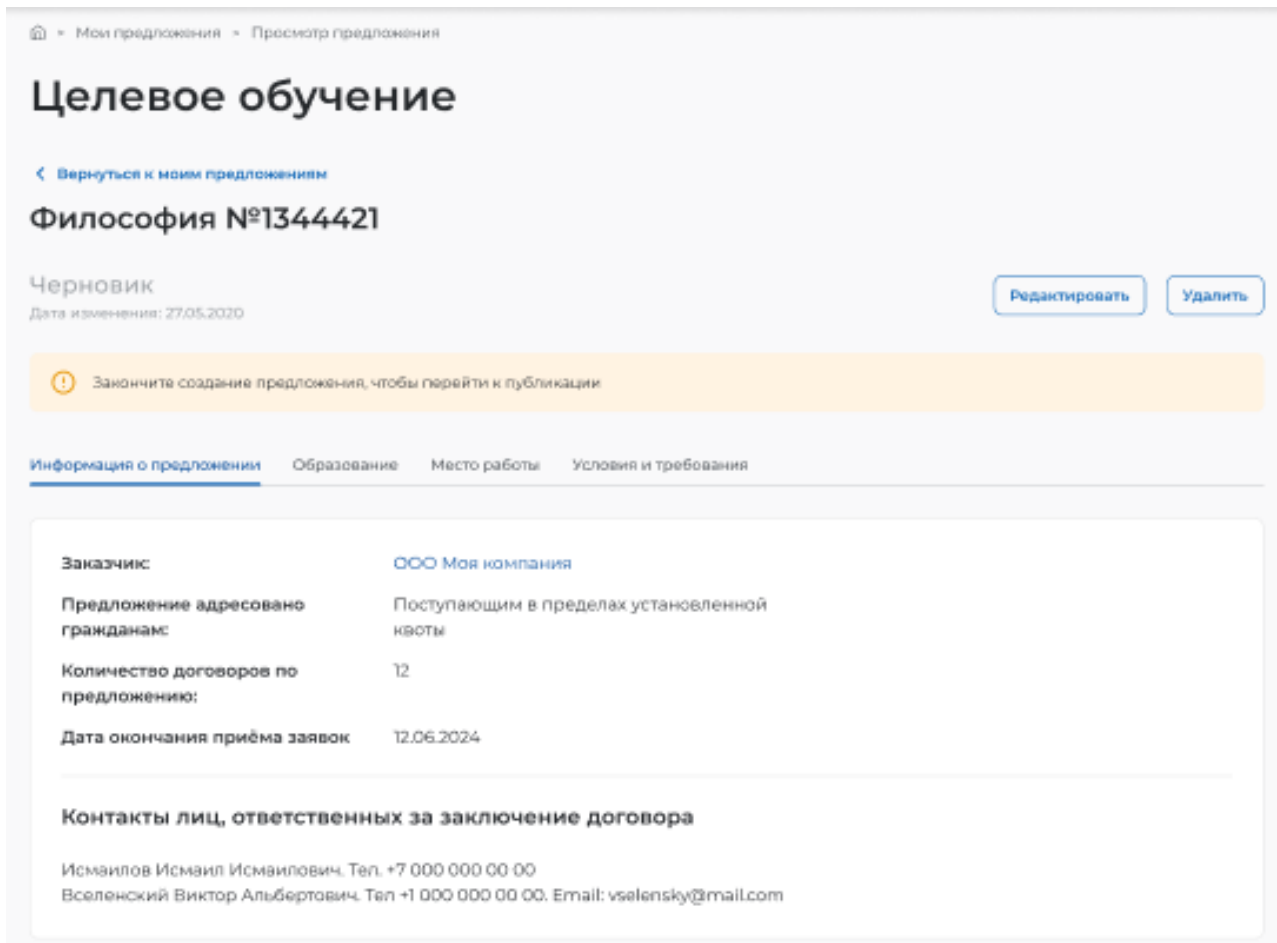 Мои предложения Просмотр предложения
Целевое обучение
Вернуться к моим предложениям
Философия №1344421
Черновик
Дата изменения: 27.05.2020
Редактировать Удалить
Закончите создание предложения, чтобы перейти к публикации
Информация о предложении Образование Место работы Условия и требования
Заказчик: ООО Моя компания
Предложение адресовано Поступающим в пределах установленной
гражданам: квоты
Количество договоров по 12
предложению:
Дата окончания приёма заявок 12.06.2024
Контакты лиц, ответственных за заключение договора
Исмаилов Исмаил Исмаилович. Тел. +7 000 000 00 00
Вселенский Виктор Альбертович. Тел +1 000 000 00 00. Email: vselensky@mail.com